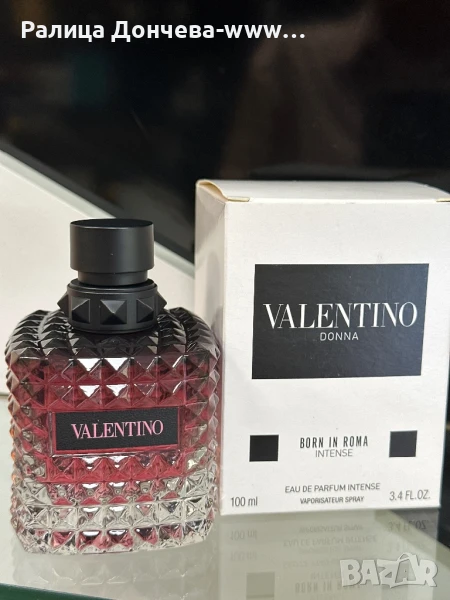 Ралица Дончева-www...
VALENTINO
DONNA
VALENTINO
BORN IN ROMA
INTENSE
EAU DE PARFUM INTENSE
VAPORISATEUR SPRAY
100 ml
3.4 FL.OZ.
BAZAR